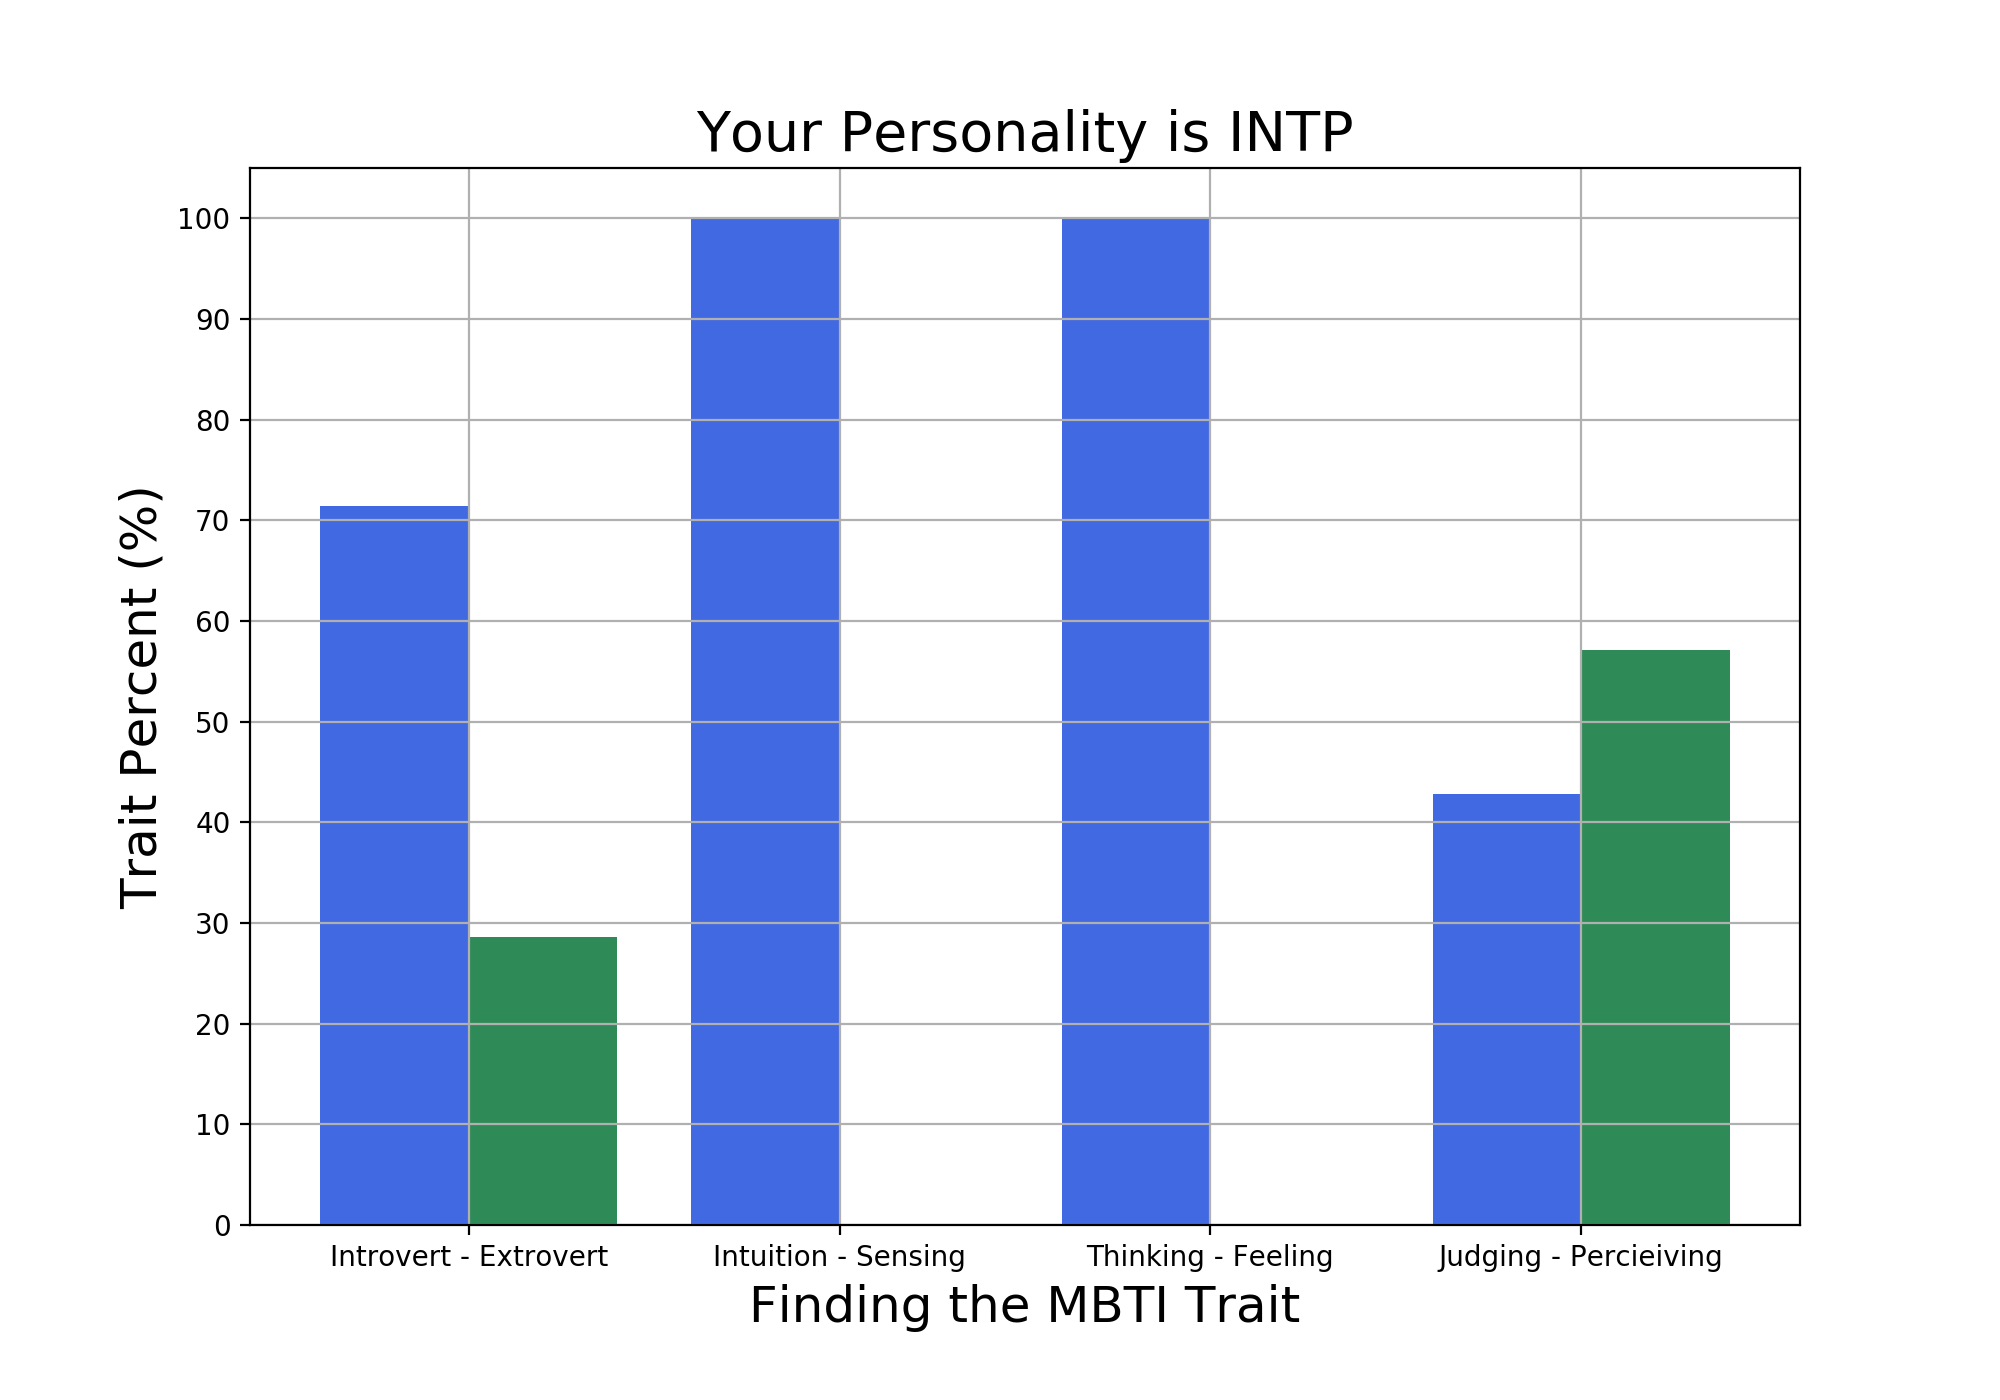 Your Personality is INTP
Trait Percent (%)
100
90
80
70
60
50
40
30
20
10
0
Introvert - Extrovert
Intuition - Sensing
Thinking - Feeling
Judging - Percieiving
Finding the MBTI Trait